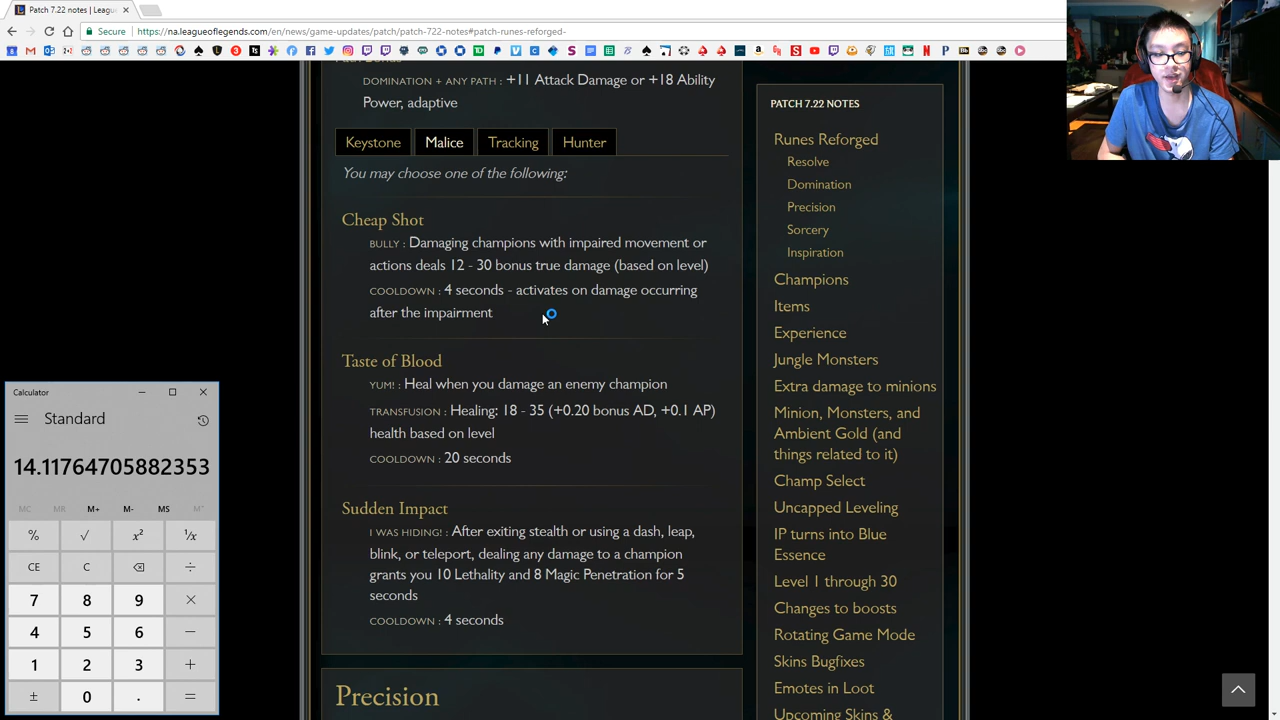 Patch 7.22 notes | Leagu
Secure
https://na.leagueoflegends.com/en/news/game-updates/patch/patch-722-notes#patch-runes-reforged-
DOMINATION + ANY PATH : +11 Attack Damage or +18 Ability
Power, adaptive
Keystone Malice Tracking Hunter
You may choose one of the following:
Cheap Shot
BULLY : Damaging champions with impaired movement or
actions deals 12 - 30 bonus true damage (based on level)
COOLDOWN : 4 seconds - activates on damage occurring
after the impairment
Taste of Blood
YUM! : Heal when you damage an enemy champion
TRANSFUSION : Healing: 18 - 35 (+0.20 bonus AD, +0.1 AP)
health based on level
COOLDOWN : 20 seconds
Sudden Impact
I WAS HIDING! : After exiting stealth or using a dash, leap,
blink, or teleport, dealing any damage to a champion
grants you 10 Lethality and 8 Magic Penetration for 5
seconds
COOLDOWN : 4 seconds
Precision
PATCH 7.22 NOTES
Runes Reforged
Resolve
Domination
Precision
Sorcery
Inspiration
Champions
Items
Experience
Jungle Monsters
Extra damage to minions
Minion, Monsters, and
Ambient Gold (and
things related to it)
Champ Select
Uncapped Leveling
IP turns into Blue
Essence
Level 1 through 30
Changes to boosts
Rotating Game Mode
Skins Bugfixes
Emotes in Loot
Upcoming Skins &
Calculator
Standard
14.11764705882353
MC MR M+ M- MS M˅
% √ x² ¹/x
CE C ÷
7 8 9 ×
4 5 6 −
1 2 3 +
± 0 . =